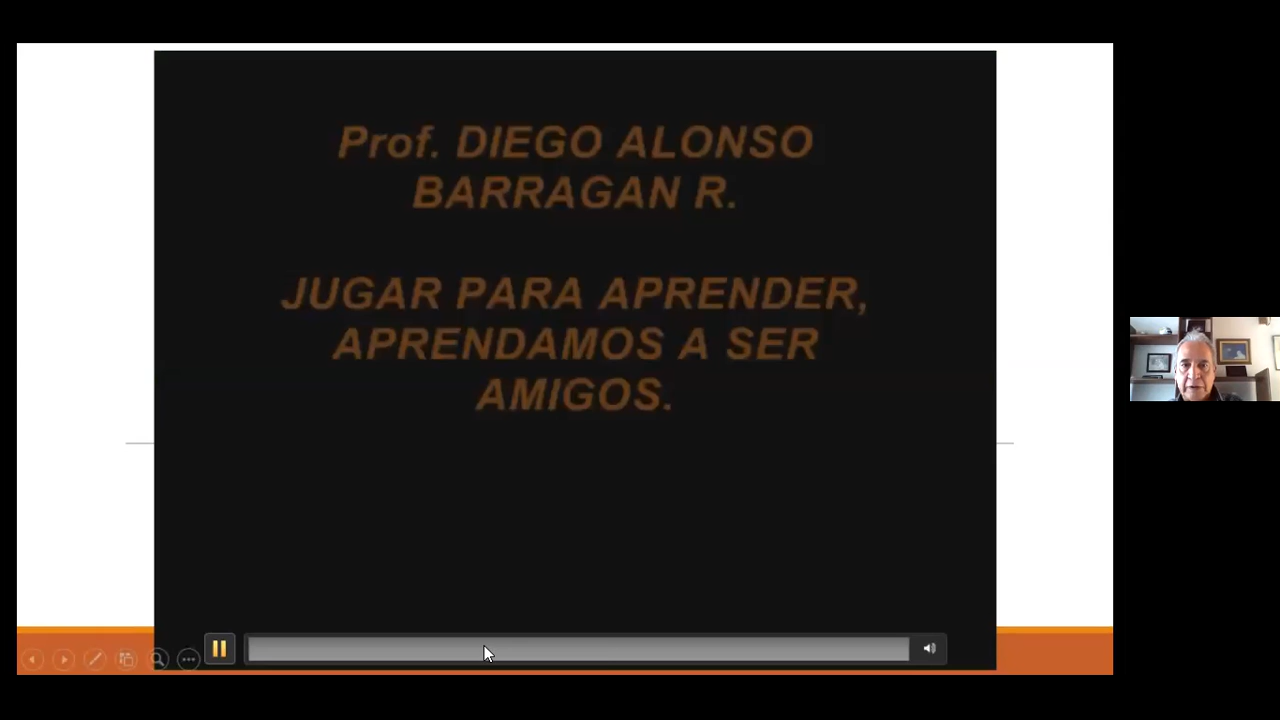 Prof. DIEGO ALONSO
BARRAGAN R.
JUGAR PARA APRENDER,
APRENDAMOS A SER
AMIGOS.